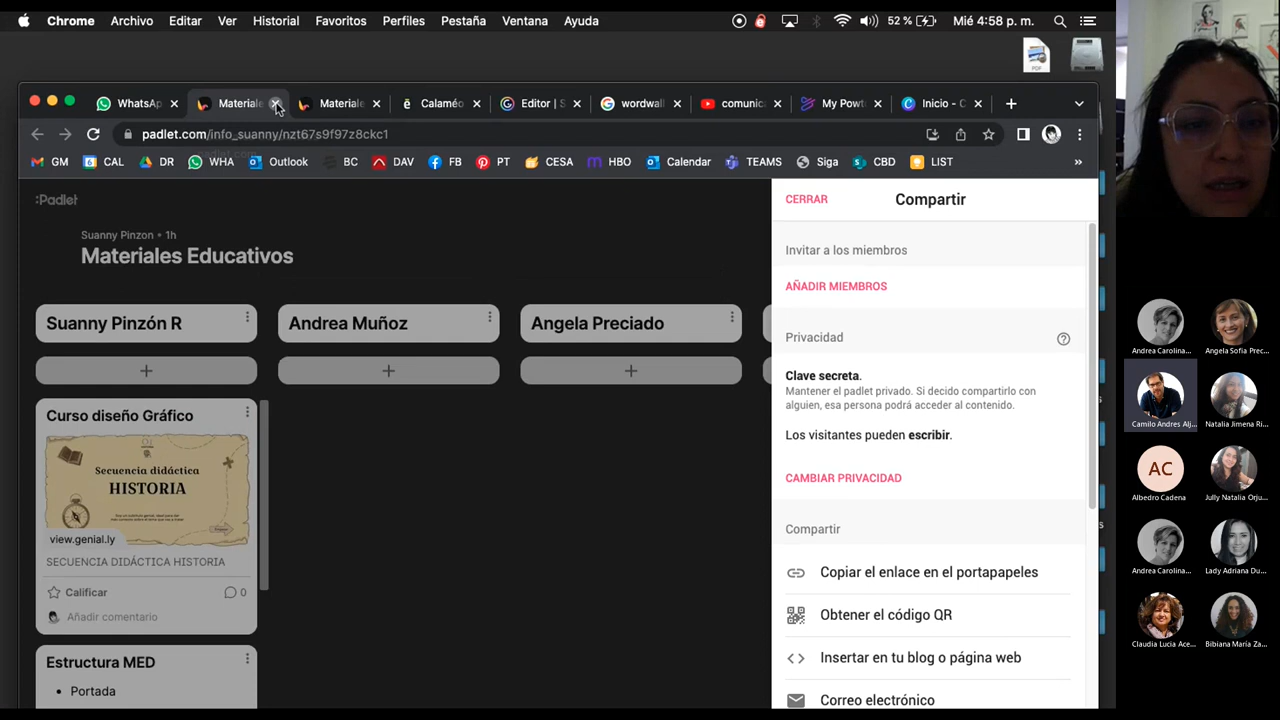 Chrome Archivo Editar Ver Historial Favoritos Perfiles Pestaña Ventana Ayuda 52 % Mié 4:58 p. m.
WhatsAp Materiale Materiale Calaméo Editor | S wordwall YouTube comunic My Powt Inicio - C
padlet.com/info_suanny/nzt67s9f97z8ckc1
GM CAL DR WHA Outlook BC DAV FB PT CESA HBO Calendar TEAMS Siga CBD LIST »
:Padlet
CERRAR Compartir
Suanny Pinzon • 1h
Materiales Educativos
Invitar a los miembros
AÑADIR MIEMBROS
Suanny Pinzón R
Andrea Muñoz
Angela Preciado
Privacidad
Clave secreta.
Mantener el padlet privado. Si decido compartirlo con
alguien, esa persona podrá acceder al contenido.
Los visitantes pueden escribir.
CAMBIAR PRIVACIDAD
Curso diseño Gráfico
Secuencia didáctica
HISTORIA
view.genial.ly
SECUENCIA DIDÁCTICA HISTORIA
Calificar 0
Añadir comentario
Estructura MED
• Portada
Compartir
Copiar el enlace en el portapapeles
Obtener el código QR
Insertar en tu blog o página web
Correo electrónico
PDF
Andrea Carolina...
Angela Sofia Prec...
Camilo Andres Alj...
Natalia Jimena Ri...
AC
Albedro Cadena
Jully Natalia Orju...
Andrea Carolina...
Lady Adriana Du...
Claudia Lucia Ace...
Bibiana María Za...